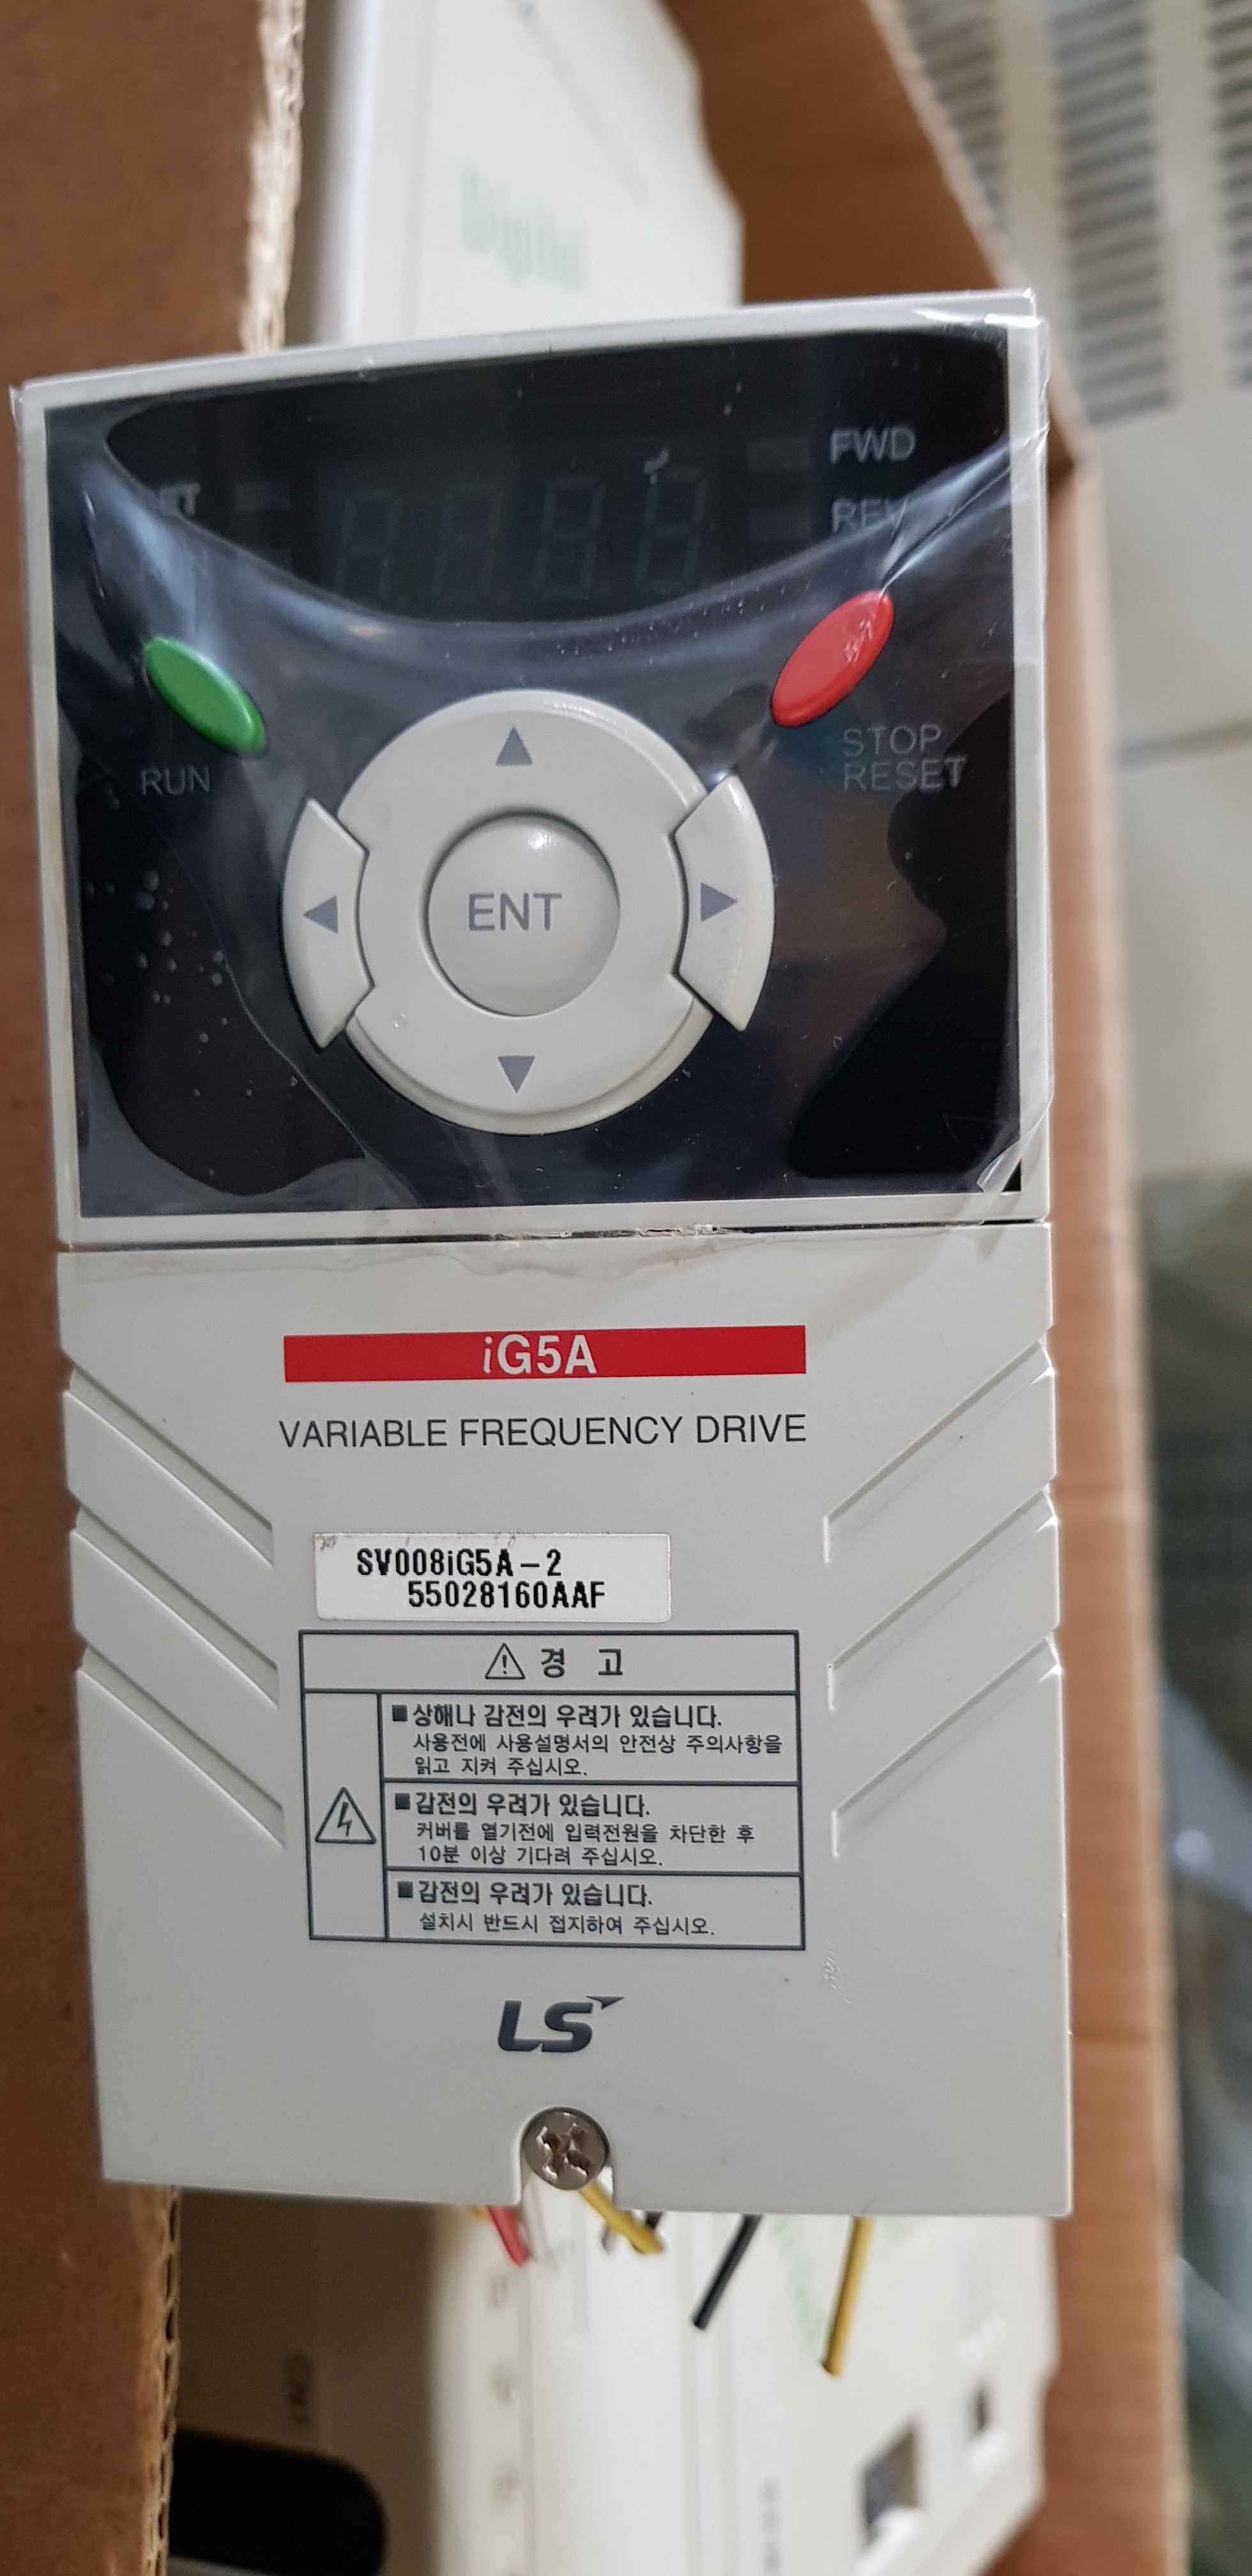 FWD
REV
RUN
STOP
RESET
ENT
iG5A
VARIABLE FREQUENCY DRIVE
SV008iG5A-2
55028160AAF
경 고
■상해나 감전의 우려가 있습니다.
사용전에 사용설명서의 안전상 주의사항을
읽고 지켜 주십시오.
■감전의 우려가 있습니다.
커버를 열기전에 입력전원을 차단한 후
10분 이상 기다려 주십시오.
■감전의 우려가 있습니다.
설치시 반드시 접지하여 주십시오.
LS